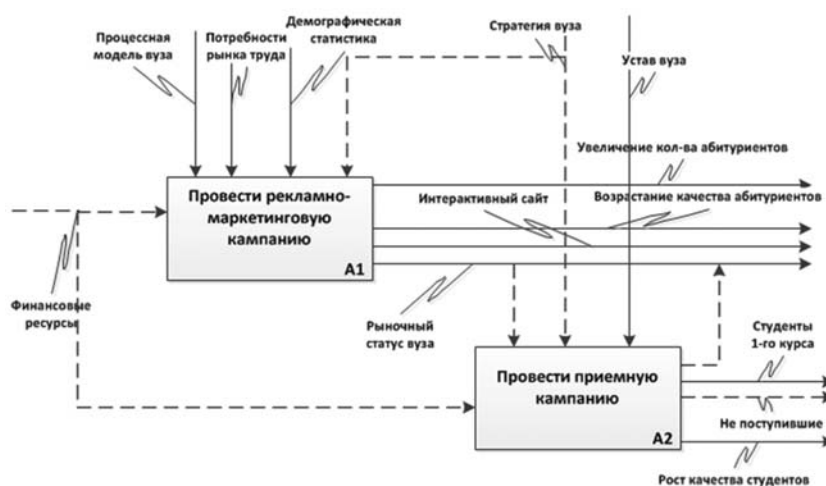 Процессная
модель вуза
Потребности
рынка труда
Демографическая
статистика
Стратегия вуза
Устав вуза
Увеличение кол-ва абитуриентов
Интерактивный сайт
Возрастание качества абитуриентов
Провести рекламно-
маркетинговую
кампанию
А1
Финансовые
ресурсы
Рыночный
статус вуза
Студенты
1-го курса
Провести приемную
кампанию
А2
Не поступившие
Рост качества студентов